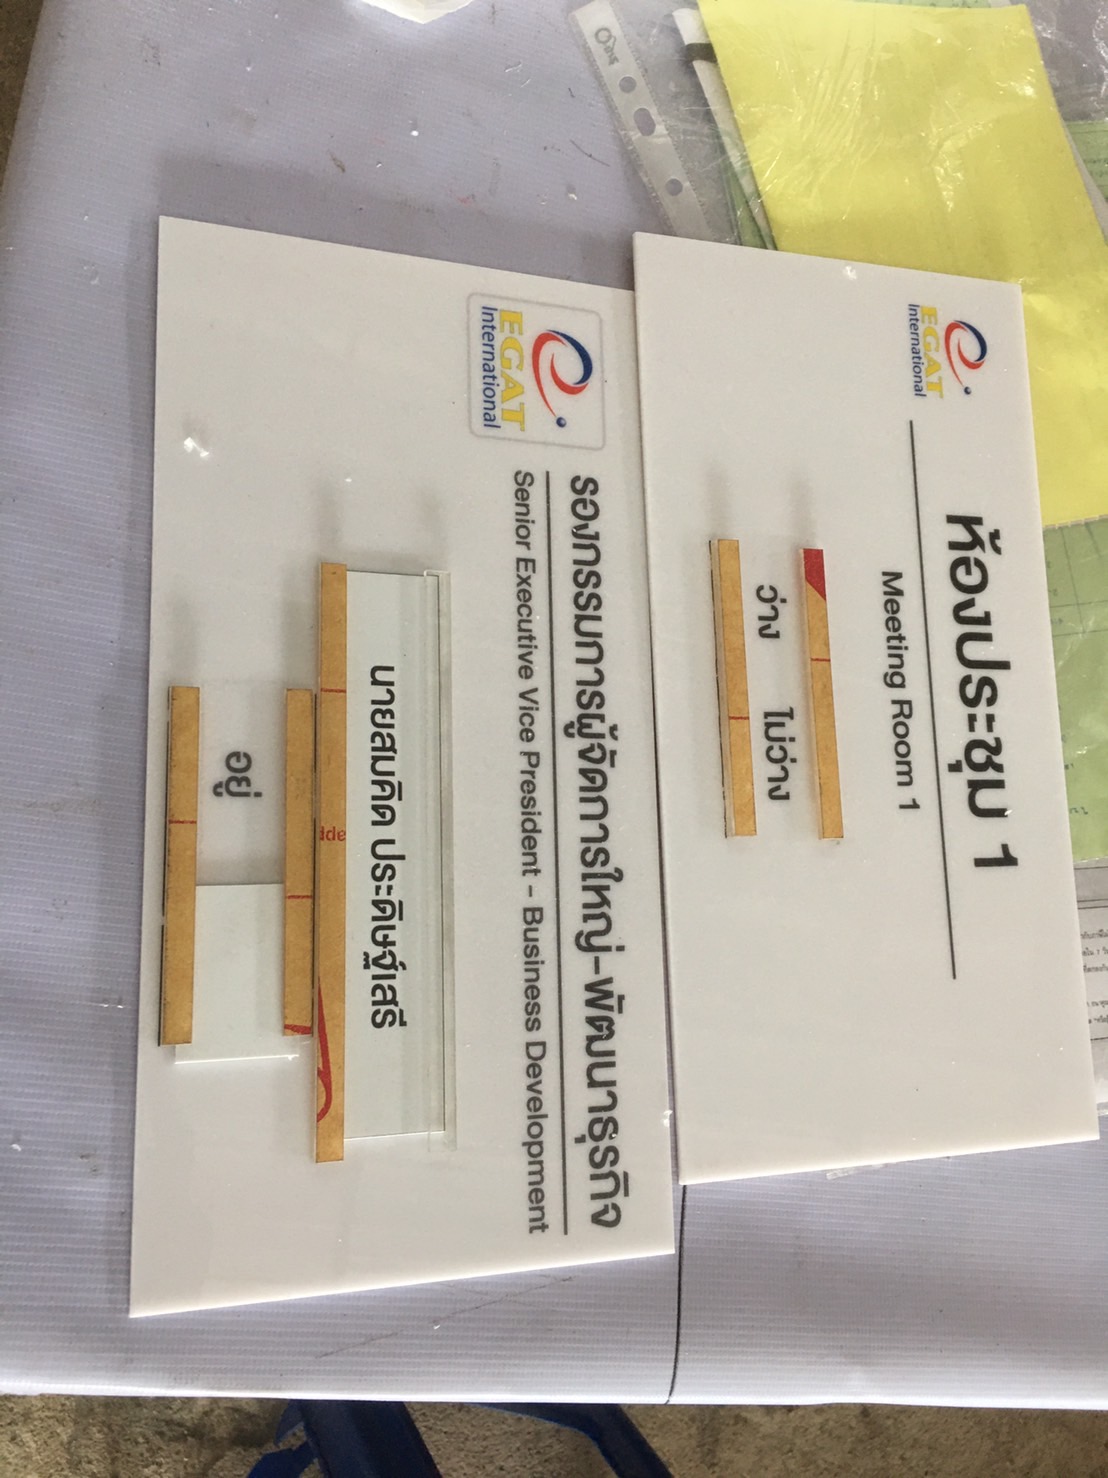 EGAT
International
ห้องประชุม 1
Meeting Room 1
ว่าง ไม่ว่าง
EGAT
International
รองกรรมการผู้จัดการใหญ่-พัฒนาธุรกิจ
Senior Executive Vice President - Business Development
นายสมคิด ประดิษฐ์เสรี
อยู่